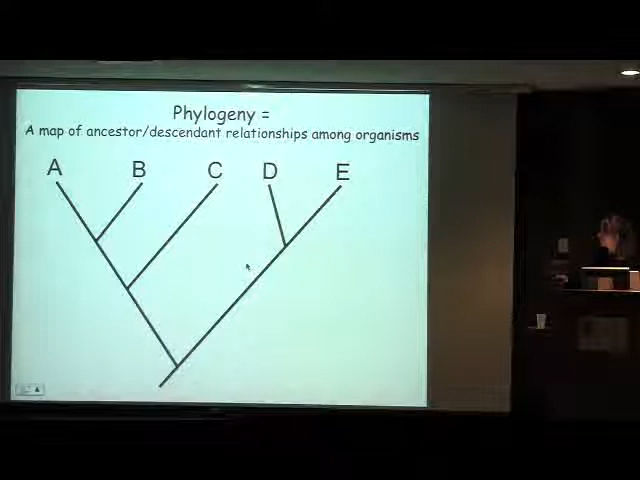 Phylogeny =
A map of ancestor/descendant relationships among organisms
A B C D E